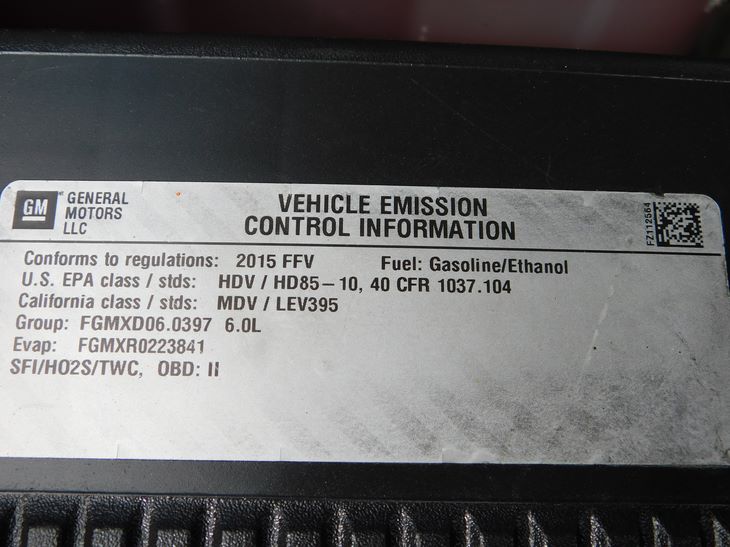 GM
GENERAL
MOTORS
LLC
VEHICLE EMISSION
CONTROL INFORMATION
FZ112564
Conforms to regulations: 2015 FFV Fuel: Gasoline/Ethanol
U.S. EPA class / stds: HDV / HD85-10, 40 CFR 1037.104
California class / stds: MDV / LEV395
Group: FGMXD06.0397 6.0L
Evap: FGMXR0223841
SFI/HO2S/TWC, OBD: II